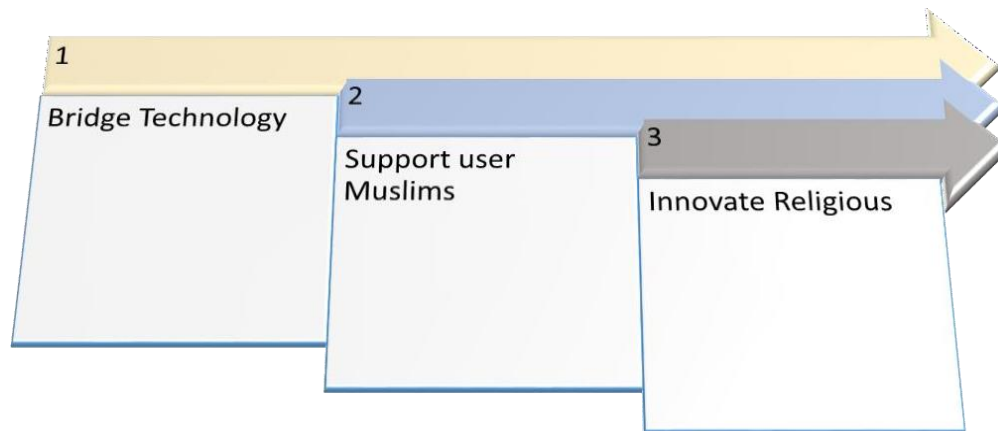 1
Bridge Technology
2
Support user
Muslims
3
Innovate Religious